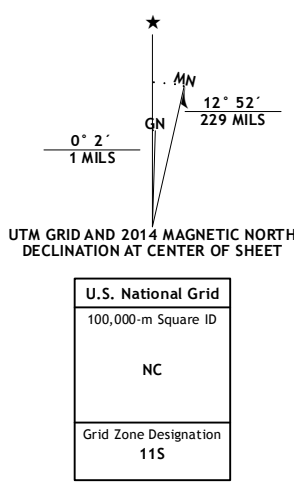 ★
MN
GN
12° 52´
229 MILS
0° 2´
1 MILS
UTM GRID AND 2014 MAGNETIC NORTH
DECLINATION AT CENTER OF SHEET
U.S. National Grid
100,000-m Square ID
NC
Grid Zone Designation
11S